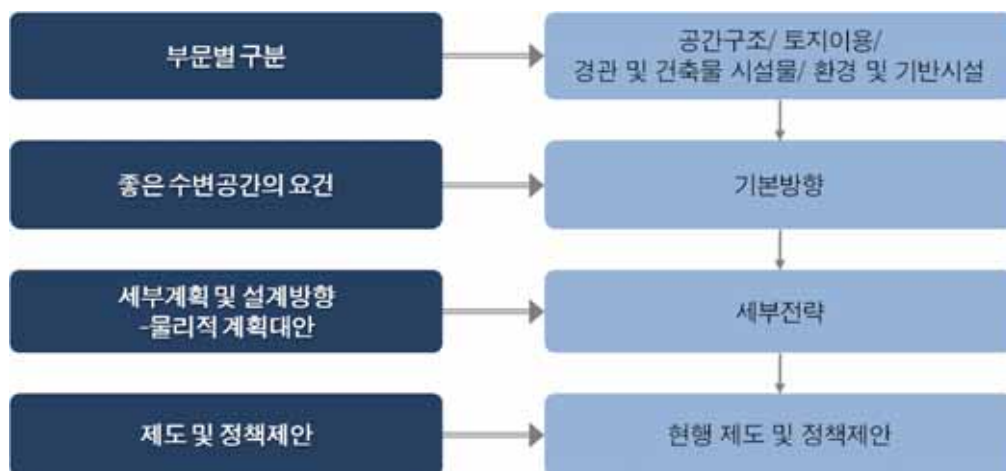 부문별 구분
공간구조/ 토지이용/
경관 및 건축물 시설물/ 환경 및 기반시설
좋은 수변공간의 요건
기본방향
세부계획 및 설계방향
-물리적 계획대안
세부전략
제도 및 정책제안
현행 제도 및 정책제안